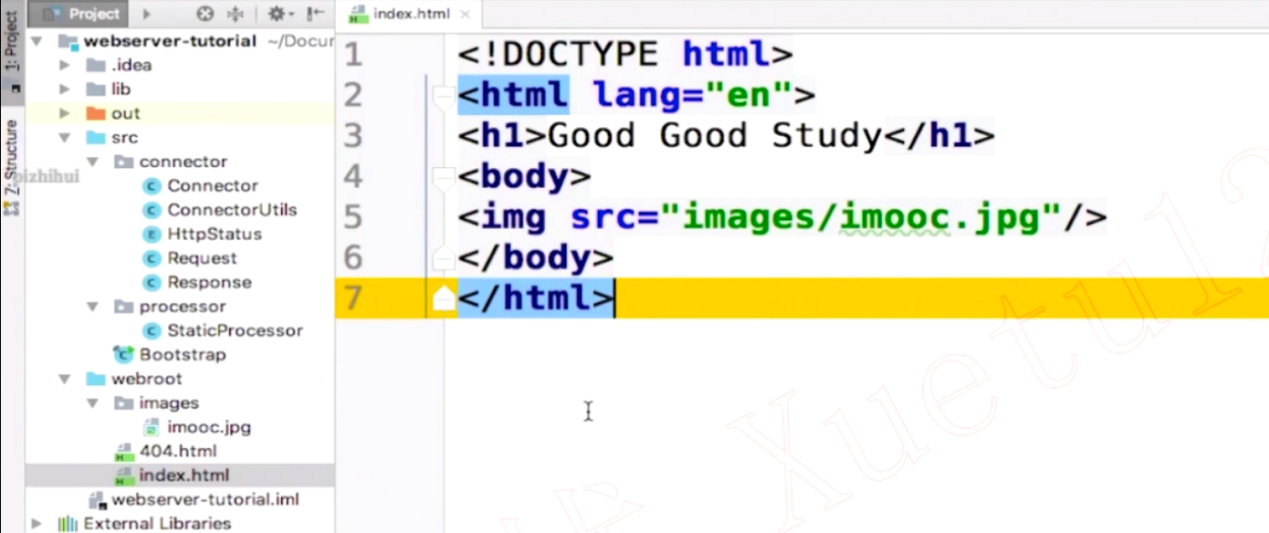 Project
index.html
1: Project
Z: Structure
webserver-tutorial ~/Docur
.idea
lib
out
src
connector
Connector
ConnectorUtils
HttpStatus
Request
Response
processor
StaticProcessor
Bootstrap
webroot
images
imooc.jpg
404.html
index.html
webserver-tutorial.iml
External Libraries
pizhihui
1 <!DOCTYPE html>
2 <html lang="en">
3 <h1>Good Good Study</h1>
4 <body>
5 <img src="images/imooc.jpg"/>
6 </body>
7 </html>